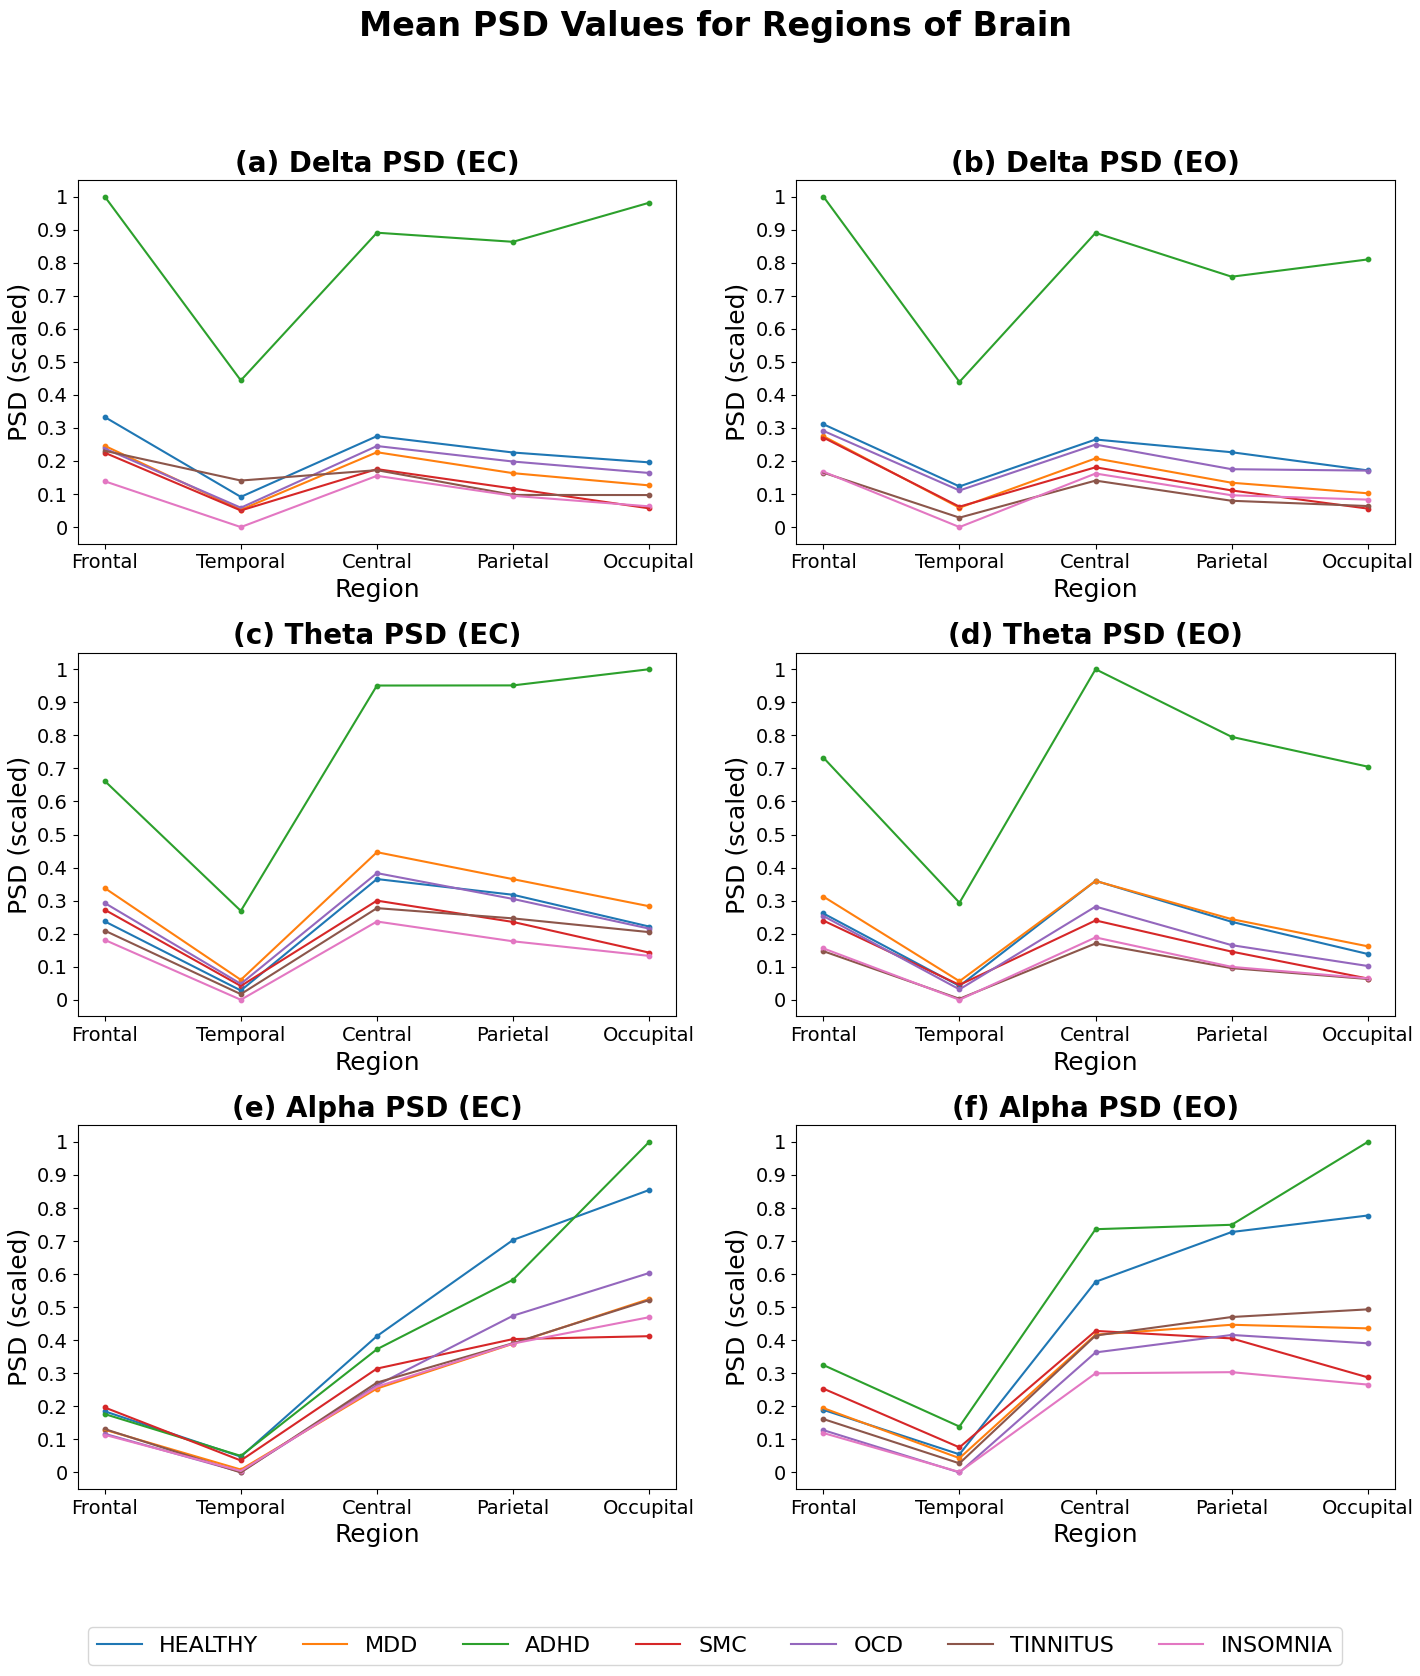 Mean PSD Values for Regions of Brain
(a) Delta PSD (EC)
PSD (scaled)
1
0.9
0.8
0.7
0.6
0.5
0.4
0.3
0.2
0.1
0
Frontal Temporal Central Parietal Occupital
Region
(b) Delta PSD (EO)
PSD (scaled)
1
0.9
0.8
0.7
0.6
0.5
0.4
0.3
0.2
0.1
0
Frontal Temporal Central Parietal Occupital
Region
(c) Theta PSD (EC)
PSD (scaled)
1
0.9
0.8
0.7
0.6
0.5
0.4
0.3
0.2
0.1
0
Frontal Temporal Central Parietal Occupital
Region
(d) Theta PSD (EO)
PSD (scaled)
1
0.9
0.8
0.7
0.6
0.5
0.4
0.3
0.2
0.1
0
Frontal Temporal Central Parietal Occupital
Region
(e) Alpha PSD (EC)
PSD (scaled)
1
0.9
0.8
0.7
0.6
0.5
0.4
0.3
0.2
0.1
0
Frontal Temporal Central Parietal Occupital
Region
(f) Alpha PSD (EO)
PSD (scaled)
1
0.9
0.8
0.7
0.6
0.5
0.4
0.3
0.2
0.1
0
Frontal Temporal Central Parietal Occupital
Region
HEALTHY MDD ADHD SMC OCD TINNITUS INSOMNIA